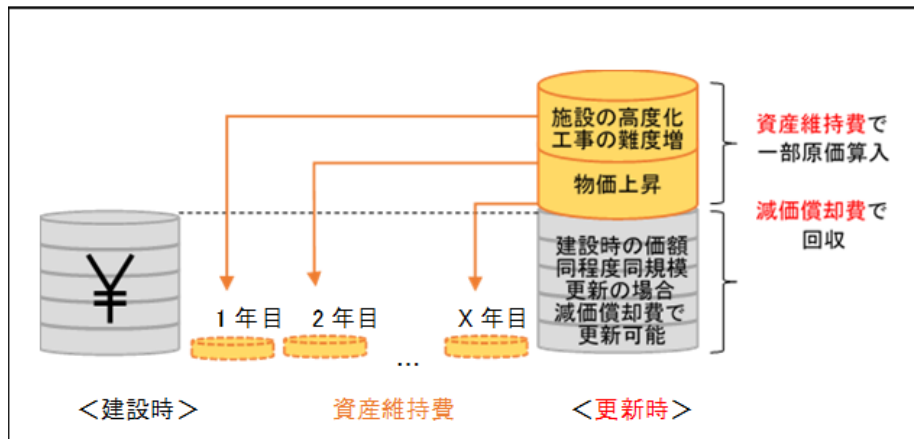 施設の高度化
工事の難度増
物価上昇
資産維持費で
一部原価算入
減価償却費で
回収
¥
建設時の価額
同程度同規模
更新の場合
減価償却費で
更新可能
1年目
2年目
…
X年目
＜建設時＞
資産維持費
＜更新時＞